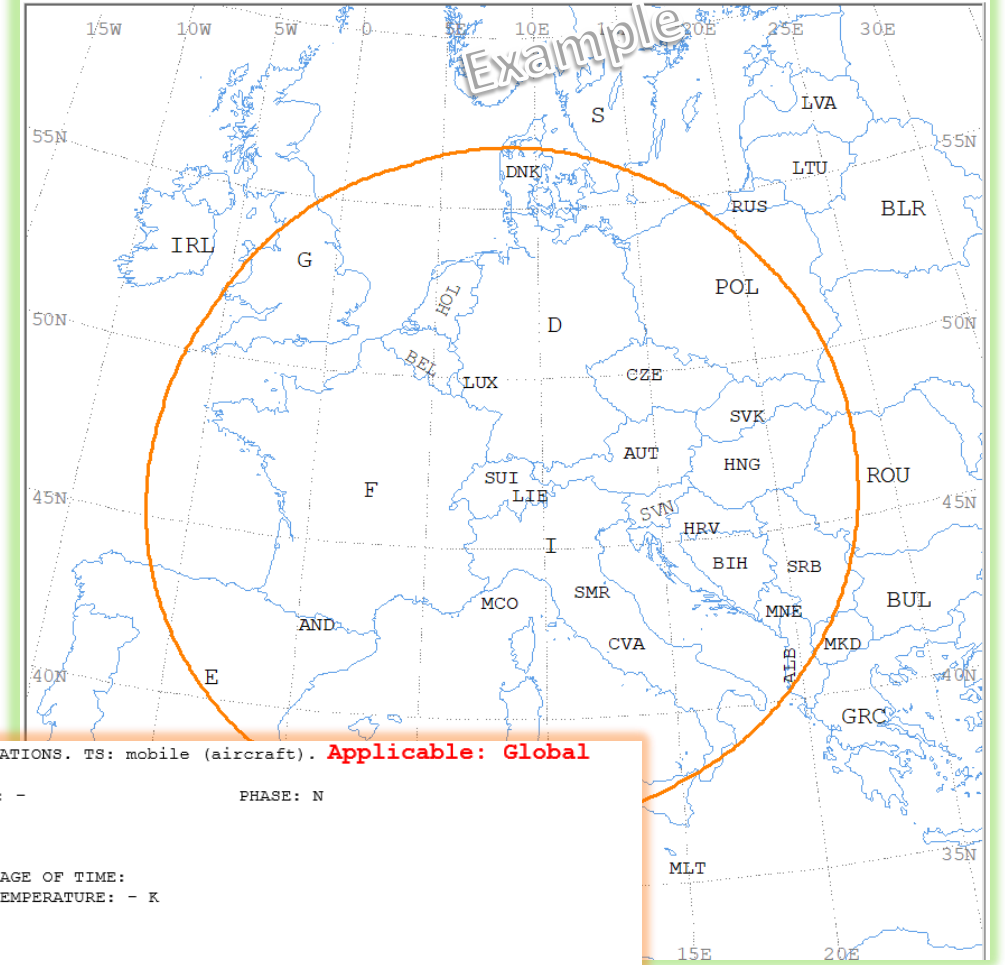 15W 10W 5W 0 5E 10E 15E 20E 25E 30E
Example
S
LVA
55N
55N
DNK
LTU
RUS
BLR
IRL
G
POL
HOL
50N
50N
D
BEL
LUX
CZE
SVK
AUT
HNG
SUI
LIE
F
ROU
45N
45N
SVN
HRV
I
BIH
SRB
SMR
MCO
MNE
BUL
AND
CVA
MKD
ALB
E
40N
40N
GRC
ATIONS. TS: mobile (aircraft). Applicable: Global
: - PHASE: N
AGE OF TIME:
EMPERATURE: - K
35N
MLT
15E 20E